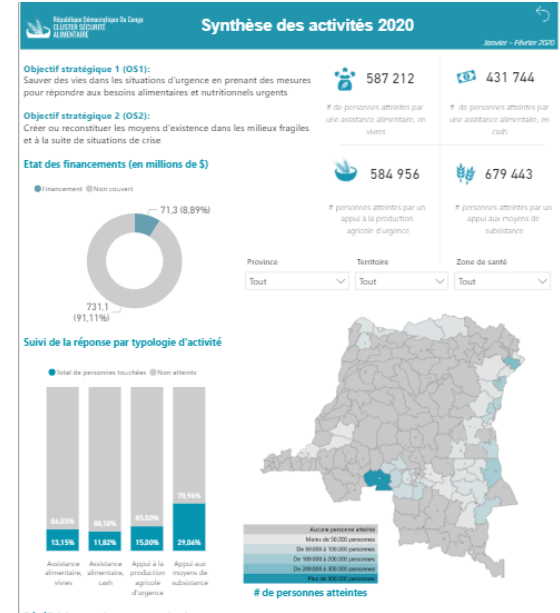 République Démocratique Du Congo
CLUSTER SÉCURITÉ
ALIMENTAIRE
Synthèse des activités 2020
Janvier - Février 2020
Objectif stratégique 1 (OS1):
Sauver des vies dans les situations d'urgence en prenant des mesures
pour répondre aux besoins alimentaires et nutritionnels urgents
Objectif stratégique 2 (OS2):
Créer ou reconstituer les moyens d'existence dans les milieux fragiles
et à la suite de situations de crise
587 212
# de personnes atteintes par
une assistance alimentaire, en
vivres
431 744
# de personnes atteintes par
une assistance alimentaire, en
cash
584 956
# personnes atteintes par un
appui à la production
agricole d'urgence
679 443
# personnes atteintes par un
appui aux moyens de
subsistance
Etat des financements (en millions de $)
Financement Non couvert
71.3 (8,89%)
731,1
(91,11%)
Province Territoire Zone de santé
Tout Tout Tout
Suivi de la réponse par typologie d'activité
Total de personnes touchées Non atteints
86,85% 88,18% 85,00% 70,96%
13,15% 11,82% 15,00% 29,04%
Assistance
alimentaire,
vivres
Assistance
alimentaire,
cash
Appui à la
production
agricole
d'urgence
Appui aux
moyens de
subsistance
Aucune personne atteinte
Moins de 50.000 personnes
De 50.000 à 100.000 personnes
De 100.000 à 200.000 personnes
De 200.000 à 300.000 personnes
Plus de 300.000 personnes
# de personnes atteintes